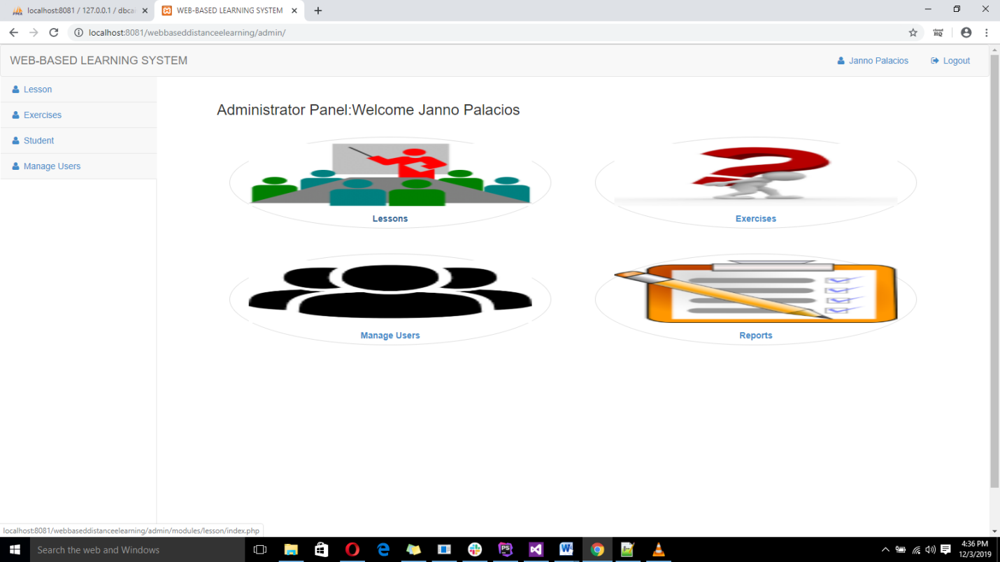 localhost:8081 / 127.0.0.1 / dbca
WEB-BASED LEARNING SYSTEM
localhost:8081/webbaseddistanceelearning/admin/
cloud
HQ
WEB-BASED LEARNING SYSTEM
Janno Palacios
Logout
Lesson
Exercises
Student
Manage Users
Administrator Panel:Welcome Janno Palacios
Lessons
Exercises
Manage Users
Reports
localhost:8081/webbaseddistanceelearning/admin/modules/lesson/index.php
Search the web and Windows
4:36 PM
12/3/2019